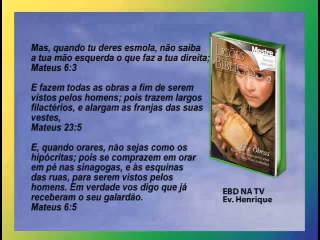 Mas, quando tu deres esmola, não saiba
a tua mão esquerda o que faz a tua direita;
Mateus 6:3
E fazem todas as obras a fim de serem
vistos pelos homens; pois trazem largos
filactérios, e alargam as franjas das suas
vestes,
Mateus 23:5
E, quando orares, não sejas como os
hipócritas; pois se comprazem em orar
em pé nas sinagogas, e às esquinas
das ruas, para serem vistos pelos
homens. Em verdade vos digo que já
receberam o seu galardão.
Mateus 6:5
Mestre
LIÇÕES
BÍBLICAS
EBD NA TV
Ev. Henrique